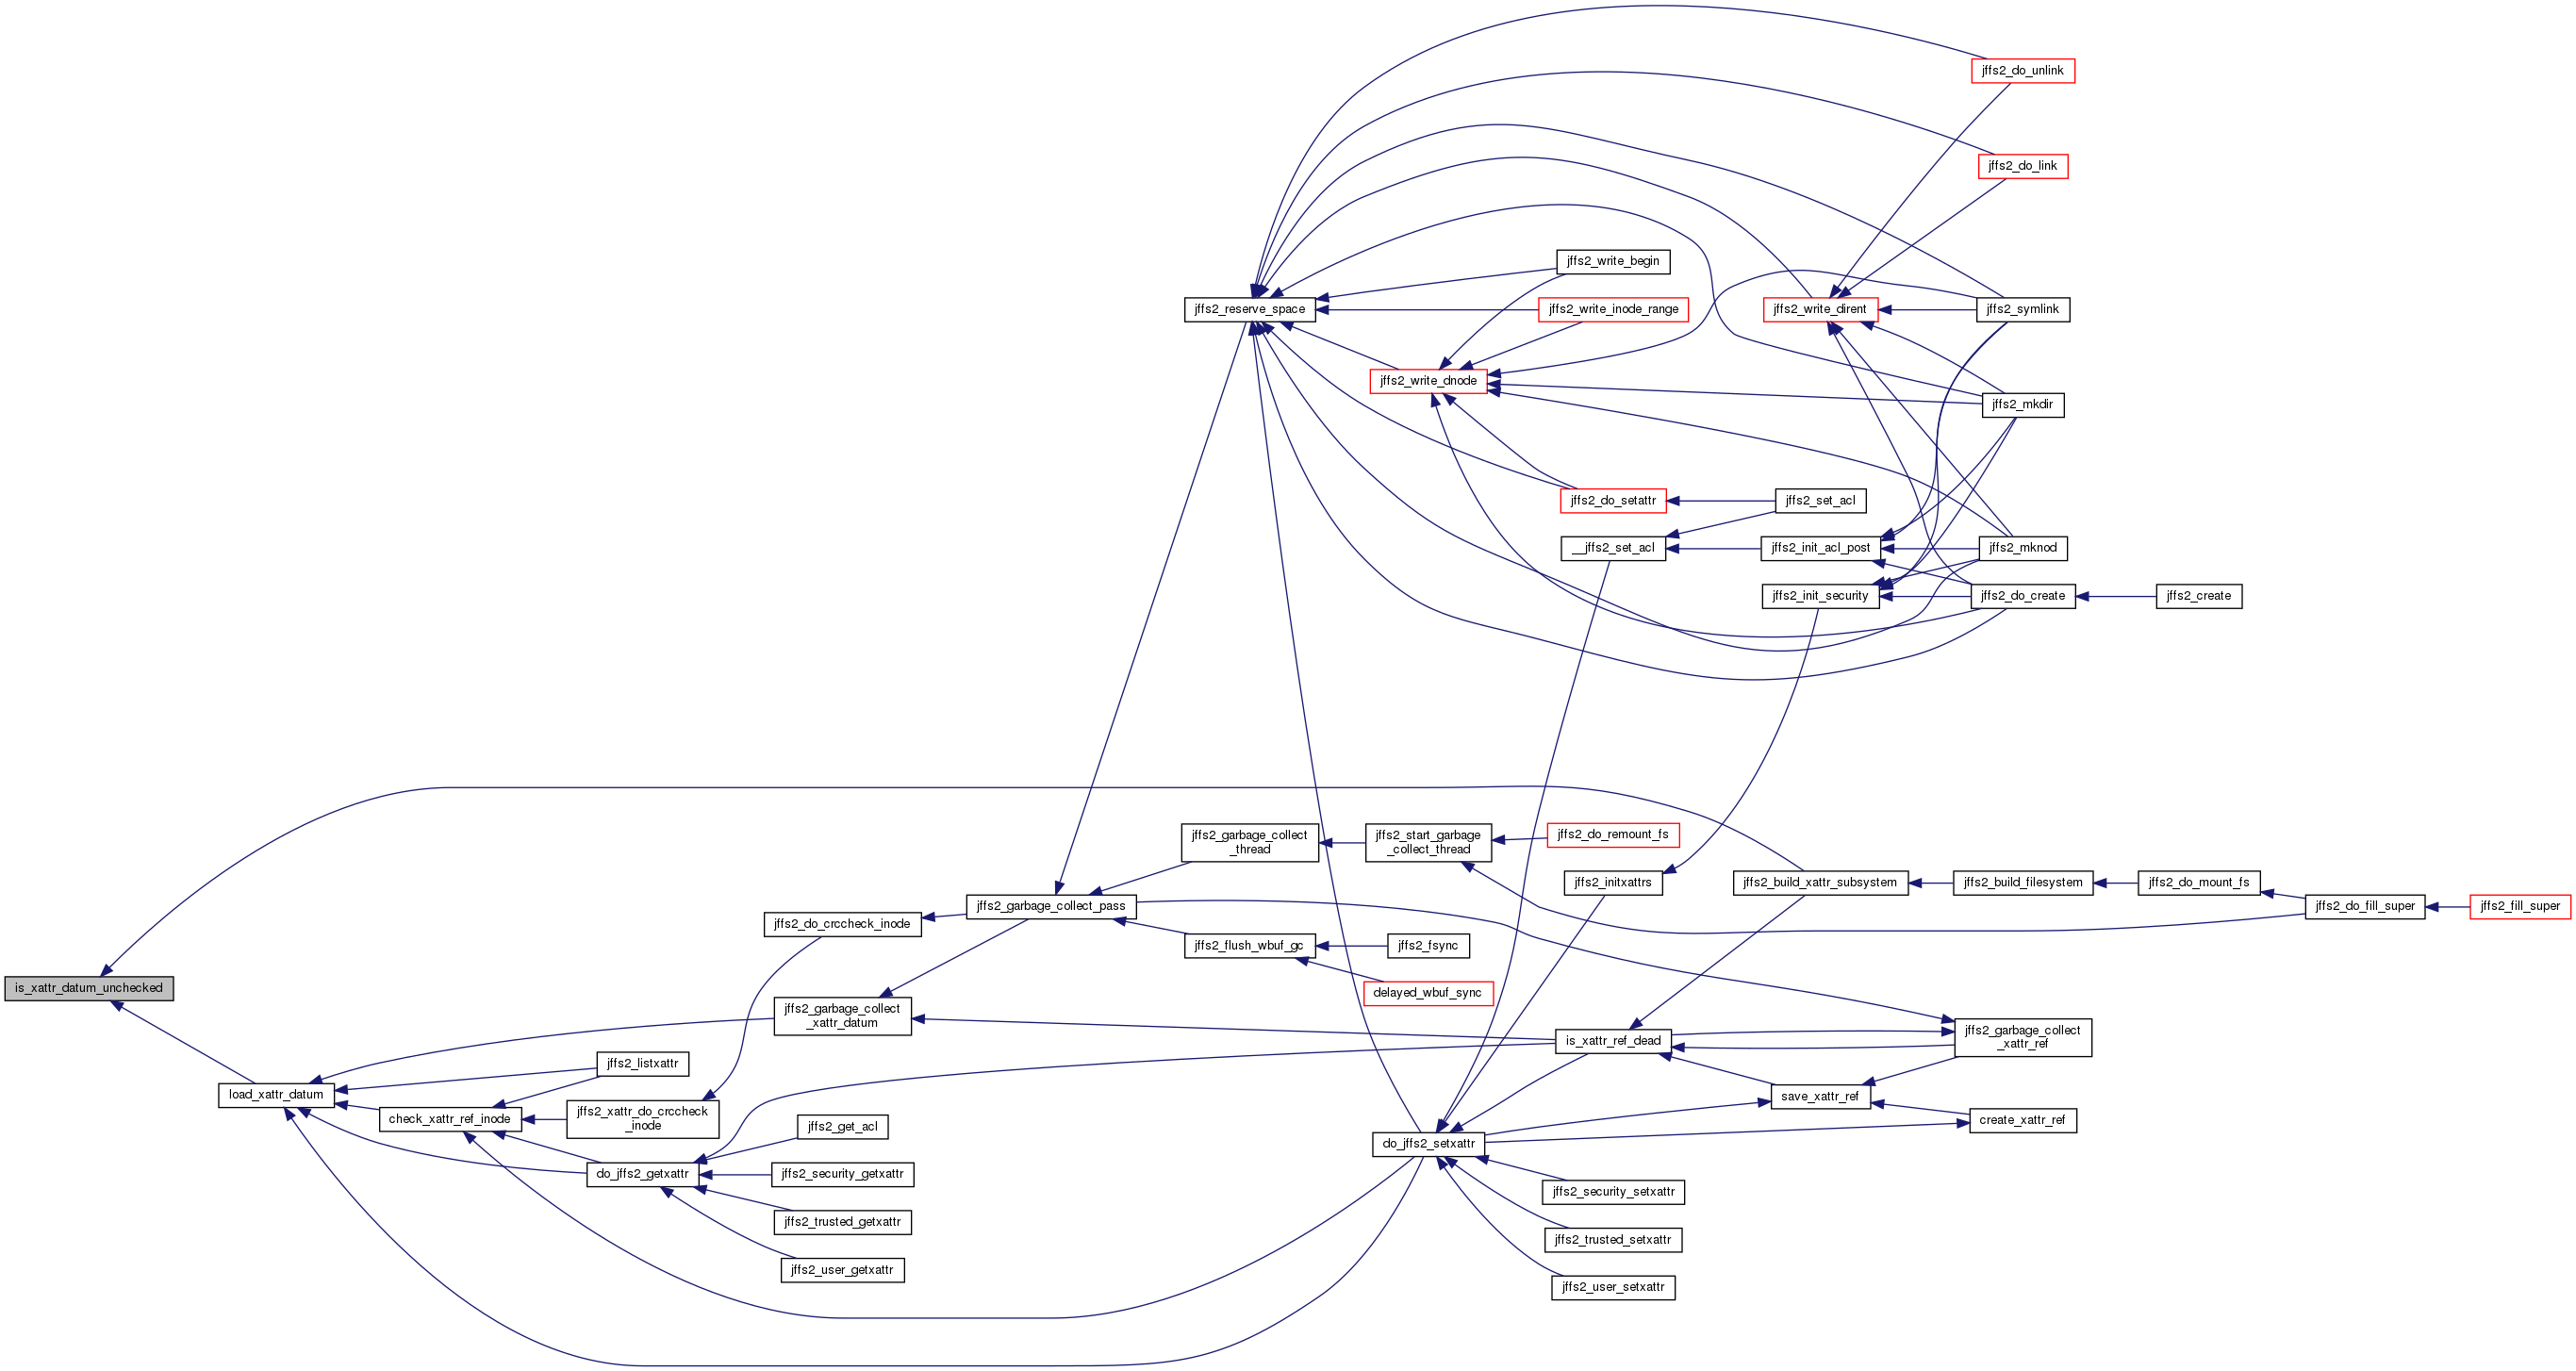 jffs2_do_unlink
jffs2_do_link
jffs2_write_begin
jffs2_reserve_space
jffs2_write_inode_range
jffs2_write_dirent
jffs2_symlink
jffs2_write_dnode
jffs2_mkdir
jffs2_do_setattr
jffs2_set_acl
__jffs2_set_acl
jffs2_init_acl_post
jffs2_mknod
jffs2_init_security
jffs2_do_create
jffs2_create
jffs2_garbage_collect
_thread
jffs2_start_garbage
_collect_thread
jffs2_do_remount_fs
jffs2_initxattrs
jffs2_build_xattr_subsystem
jffs2_build_filesystem
jffs2_do_mount_fs
jffs2_garbage_collect_pass
jffs2_do_fill_super
jffs2_fill_super
jffs2_do_crccheck_inode
jffs2_flush_wbuf_gc
jffs2_fsync
is_xattr_datum_unchecked
delayed_wbuf_sync
jffs2_garbage_collect
_xattr_datum
is_xattr_ref_dead
jffs2_garbage_collect
_xattr_ref
jffs2_listxattr
load_xattr_datum
save_xattr_ref
check_xattr_ref_inode
jffs2_xattr_do_crccheck
_inode
create_xattr_ref
jffs2_get_acl
do_jffs2_setxattr
do_jffs2_getxattr
jffs2_security_getxattr
jffs2_security_setxattr
jffs2_trusted_getxattr
jffs2_trusted_setxattr
jffs2_user_getxattr
jffs2_user_setxattr